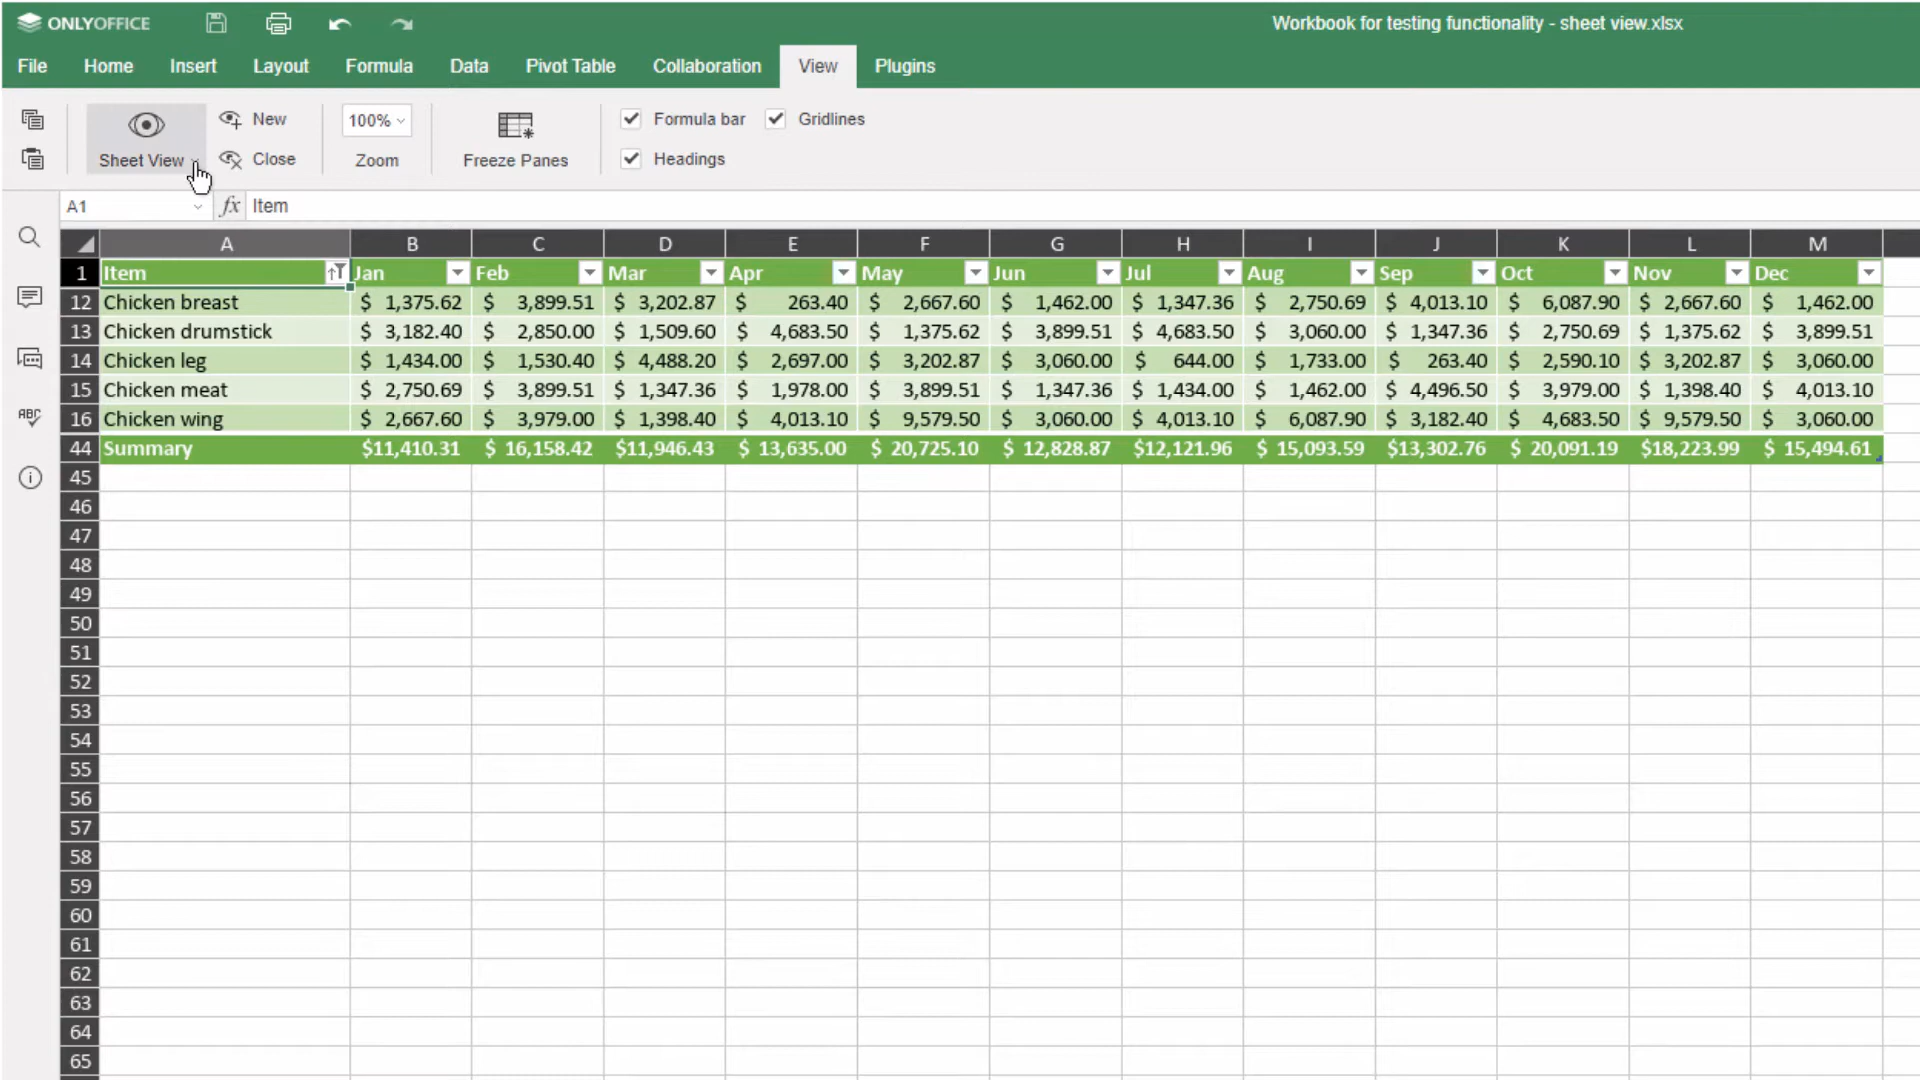 ONLYOFFICE Workbook for testing functionality - sheet view.xlsx
File Home Insert Layout Formula Data Pivot Table Collaboration View Plugins
New 100% Formula bar Gridlines
Sheet View Close Zoom Freeze Panes Headings
A1 fx Item
A B C D E F G H I J K L M
1 Item Jan Feb Mar Apr May Jun Jul Aug Sep Oct Nov Dec
12 Chicken breast $ 1,375.62 $ 3,899.51 $ 3,202.87 $ 263.40 $ 2,667.60 $ 1,462.00 $ 1,347.36 $ 2,750.69 $ 4,013.10 $ 6,087.90 $ 2,667.60 $ 1,462.00
13 Chicken drumstick $ 3,182.40 $ 2,850.00 $ 1,509.60 $ 4,683.50 $ 1,375.62 $ 3,899.51 $ 4,683.50 $ 3,060.00 $ 1,347.36 $ 2,750.69 $ 1,375.62 $ 3,899.51
14 Chicken leg $ 1,434.00 $ 1,530.40 $ 4,488.20 $ 2,697.00 $ 3,202.87 $ 3,060.00 $ 644.00 $ 1,733.00 $ 263.40 $ 2,590.10 $ 3,202.87 $ 3,060.00
15 Chicken meat $ 2,750.69 $ 3,899.51 $ 1,347.36 $ 1,978.00 $ 3,899.51 $ 1,347.36 $ 1,434.00 $ 1,462.00 $ 4,496.50 $ 3,979.00 $ 1,398.40 $ 4,013.10
16 Chicken wing $ 2,667.60 $ 3,979.00 $ 1,398.40 $ 4,013.10 $ 9,579.50 $ 3,060.00 $ 4,013.10 $ 6,087.90 $ 3,182.40 $ 4,683.50 $ 9,579.50 $ 3,060.00
44 Summary $11,410.31 $ 16,158.42 $11,946.43 $ 13,635.00 $ 20,725.10 $ 12,828.87 $12,121.96 $ 15,093.59 $13,302.76 $ 20,091.19 $18,223.99 $ 15,494.61
45
46
47
48
49
50
51
52
53
54
55
56
57
58
59
60
61
62
63
64
65
ABC